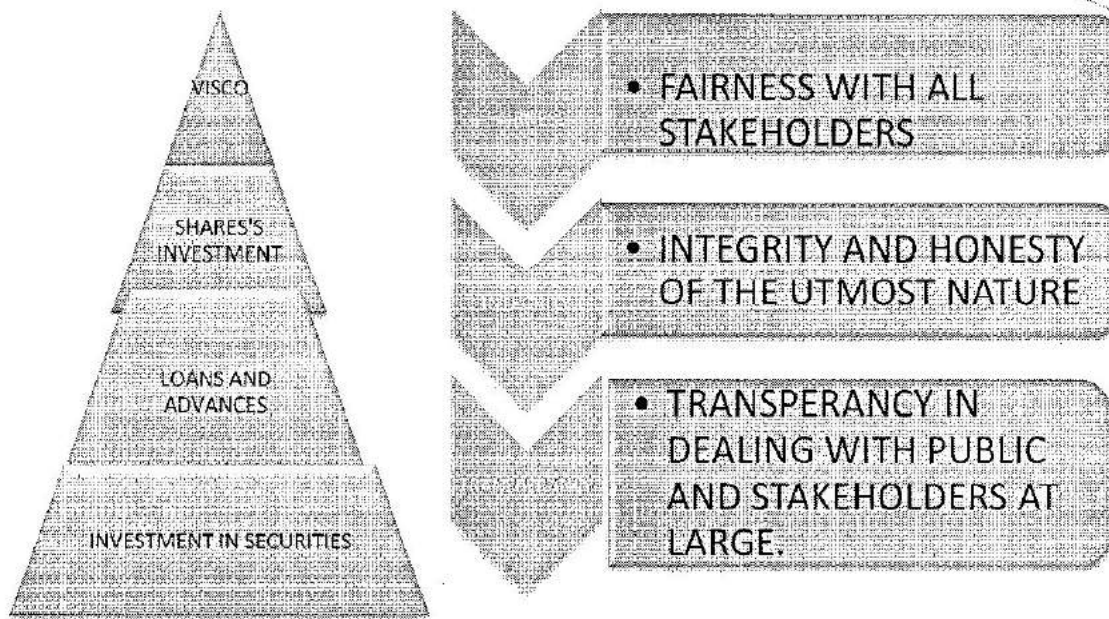 VISCO
SHARES'S
INVESTMENT
LOANS AND
ADVANCES
INVESTMENT IN SECURITIES
• FAIRNESS WITH ALL
STAKEHOLDERS
• INTEGRITY AND HONESTY
OF THE UTMOST NATURE
• TRANSPERANCY IN
DEALING WITH PUBLIC
AND STAKEHOLDERS AT
LARGE.